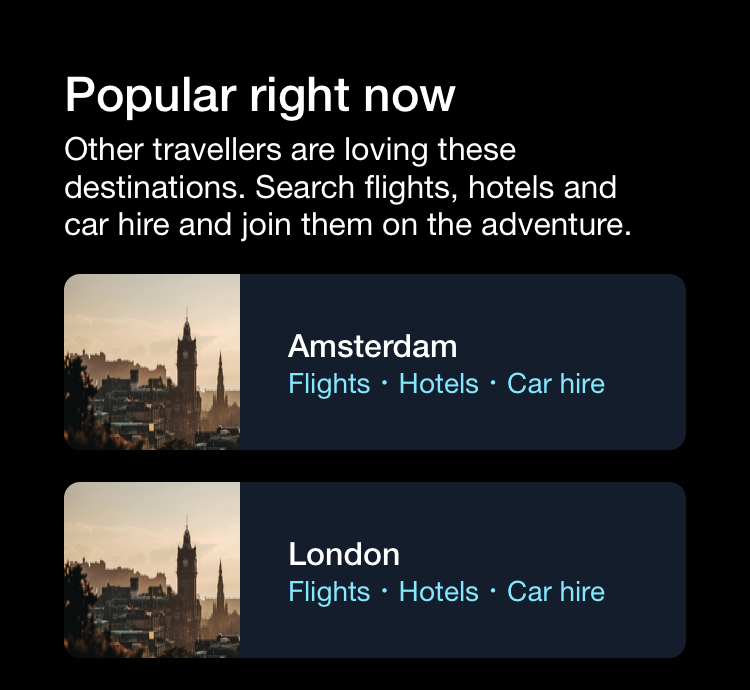 Popular right now
Other travellers are loving these
destinations. Search flights, hotels and
car hire and join them on the adventure.
Amsterdam
Flights · Hotels · Car hire
London
Flights · Hotels · Car hire